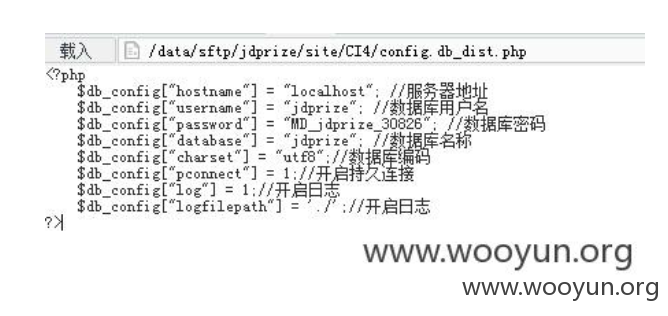 载入 /data/sftp/jdprize/site/CI4/config.db_dist.php
<?php
$db_config["hostname"] = "localhost"; //服务器地址
$db_config["username"] = "jdprize"; //数据库用户名
$db_config["password"] = "MD_jdprize_30826"; //数据库密码
$db_config["database"] = "jdprize"; //数据库名称
$db_config["charset"] = "utf8";//数据库编码
$db_config["pconnect"] = 1;//开启持久连接
$db_config["log"] = 1;//开启日志
$db_config["logfilepath"] = './';//开启日志
?>
www.wooyun.org
www.wooyun.org